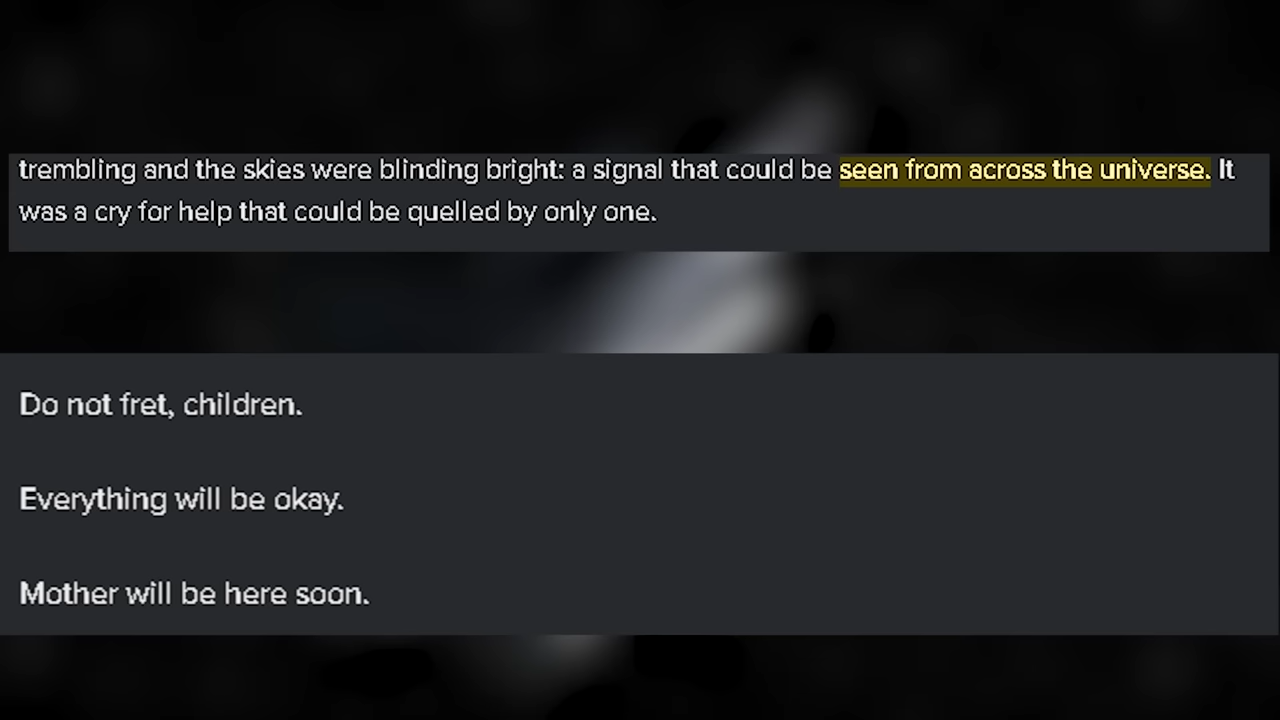 trembling and the skies were blinding bright: a signal that could be seen from across the universe. It
was a cry for help that could be quelled by only one.
Do not fret, children.
Everything will be okay.
Mother will be here soon.